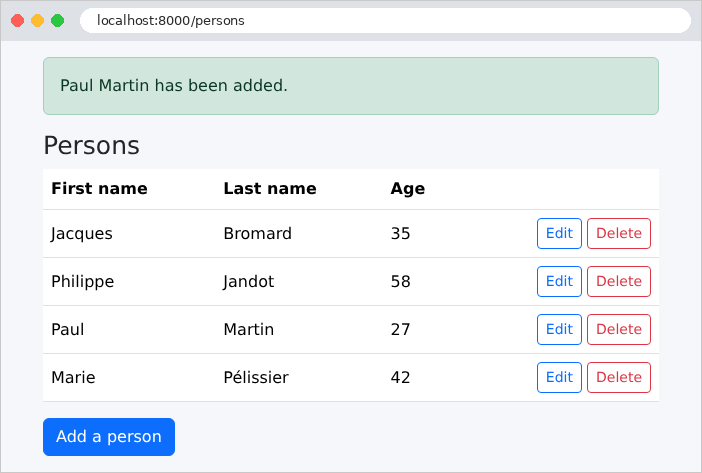 localhost:8000/persons
Paul Martin has been added.
Persons
First name Last name Age
Jacques Bromard 35 Edit Delete
Philippe Jandot 58 Edit Delete
Paul Martin 27 Edit Delete
Marie Pélissier 42 Edit Delete
Add a person